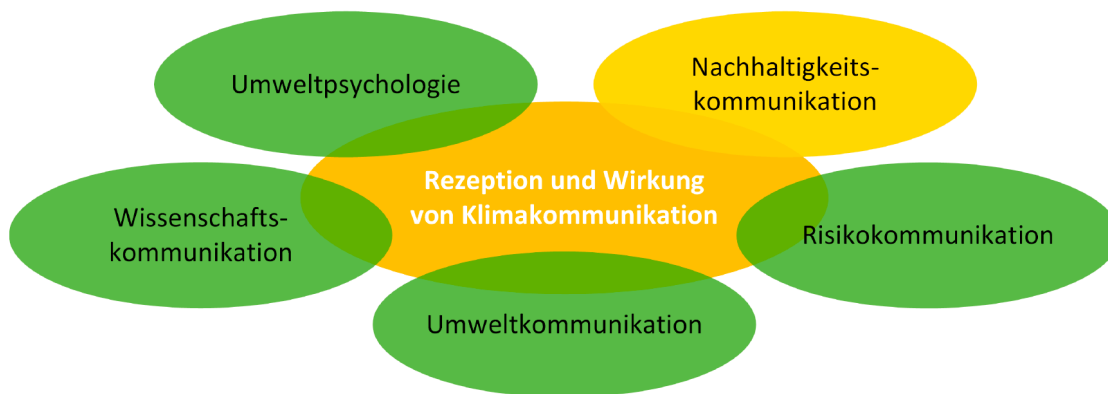 Umweltpsychologie
Nachhaltigkeits-
kommunikation
Rezeption und Wirkung
von Klimakommunikation
Wissenschafts-
kommunikation
Risikokommunikation
Umweltkommunikation